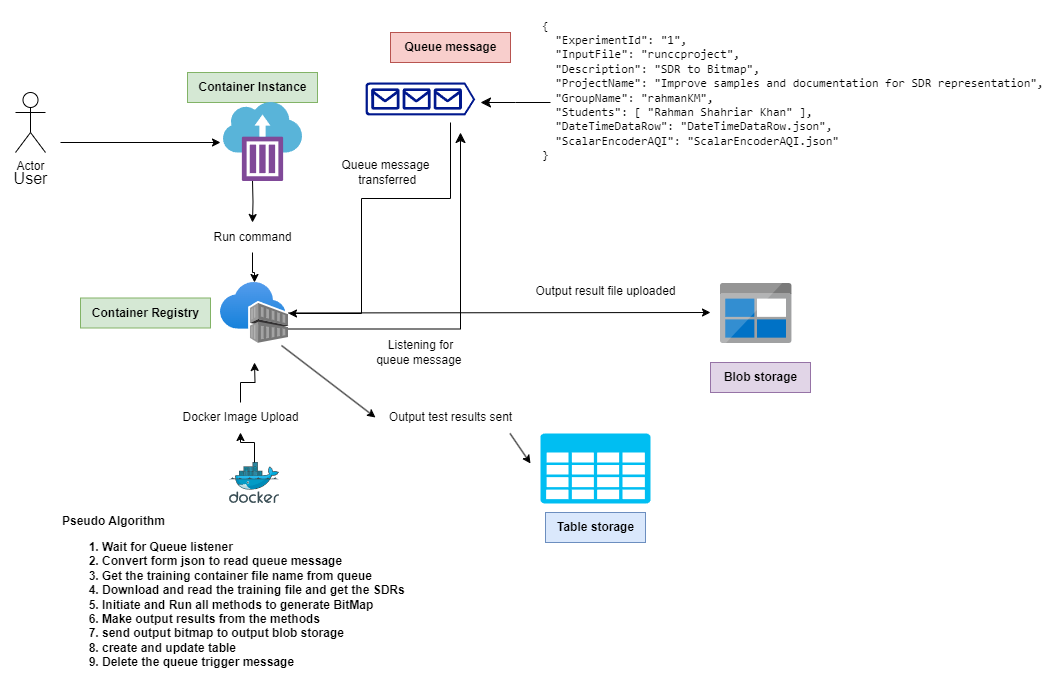 Queue message
{
"ExperimentId": "1",
"InputFile": "runccproject",
"Description": "SDR to Bitmap",
"ProjectName": "Improve samples and documentation for SDR representation",
"GroupName": "rahmanKM",
"Students": [ "Rahman Shahriar Khan" ],
"DateTimeDataRow": "DateTimeDataRow.json",
"ScalarEncoderAQI": "ScalarEncoderAQI.json"
}
Container Instance
Actor
User
Queue message
transferred
Run command
Container Registry
Output result file uploaded
Listening for
queue message
Blob storage
Docker Image Upload
Output test results sent
docker
Table storage
Pseudo Algorithm
1. Wait for Queue listener
2. Convert form json to read queue message
3. Get the training container file name from queue
4. Download and read the training file and get the SDRs
5. Initiate and Run all methods to generate BitMap
6. Make output results from the methods
7. send output bitmap to output blob storage
8. create and update table
9. Delete the queue trigger message